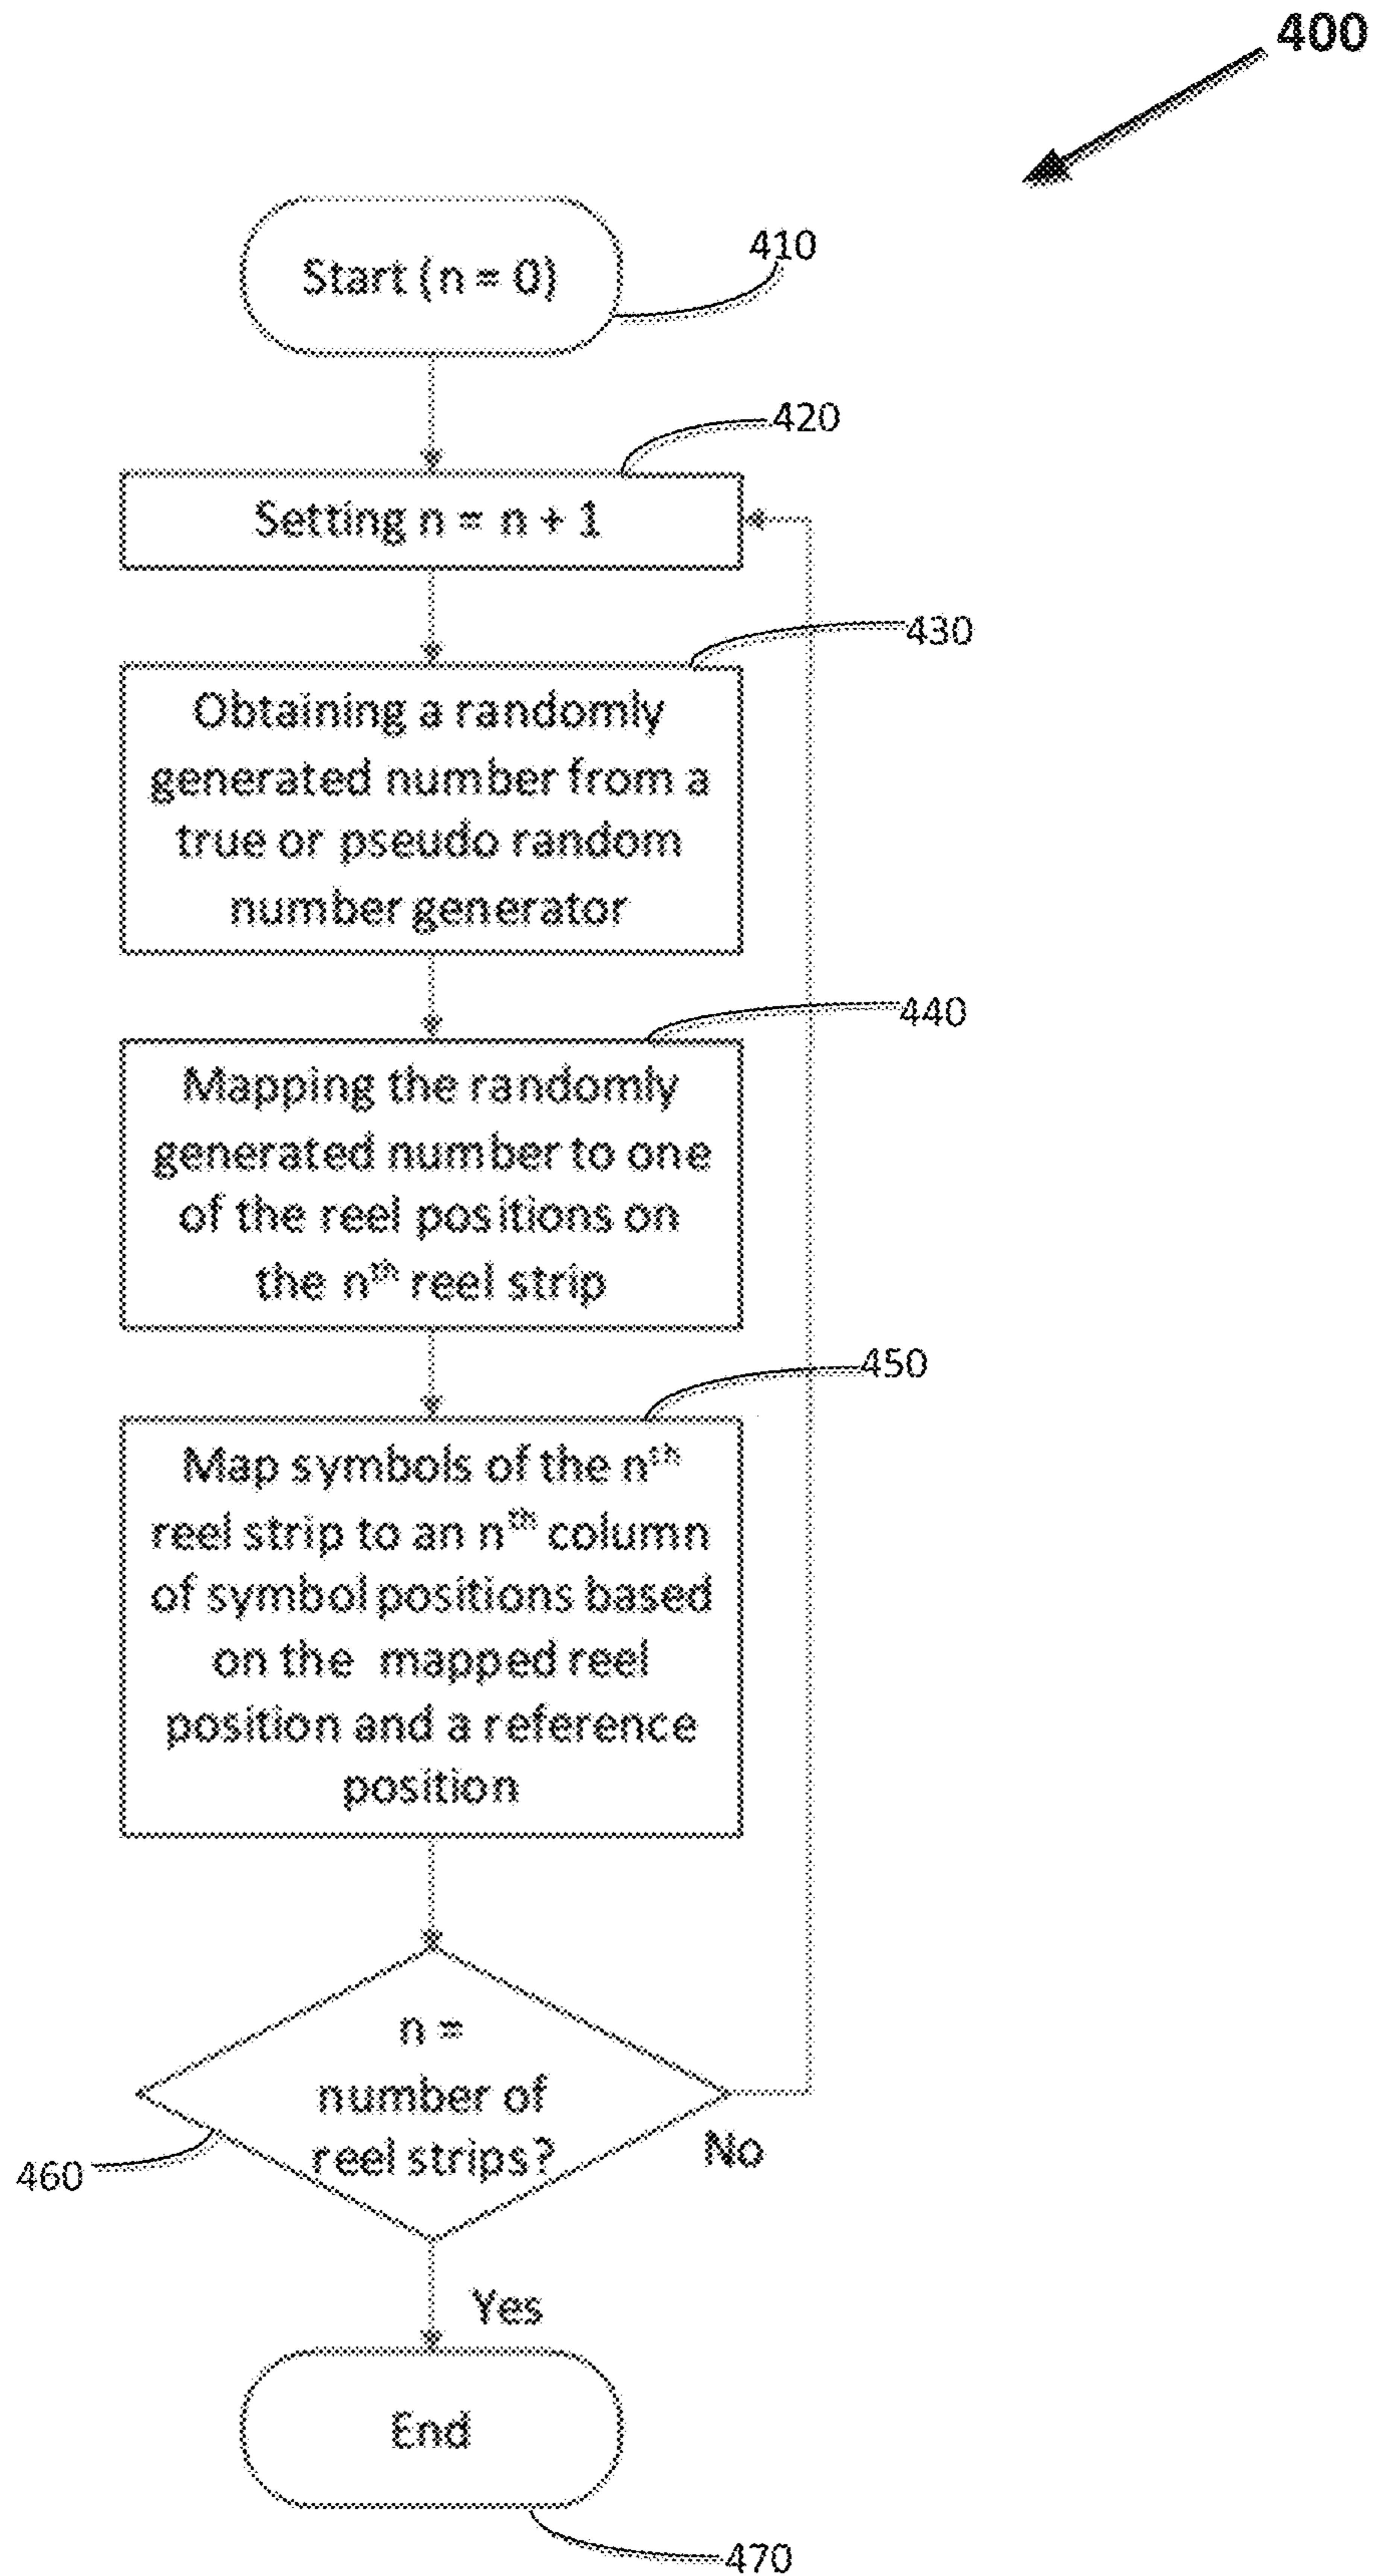 400
Start (n = 0)
410
420
Setting n = n + 1
430
Obtaining a randomly
generated number from a
true or pseudo random
number generator
440
Mapping the randomly
generated number to one
of the reel positions on
the nᵗʰ reel strip
450
Map symbols of the nᵗʰ
reel strip to an nᵗʰ column
of symbol positions based
on the mapped reel
position and a reference
position
n =
number of
reel strips?
460
No
Yes
End
470